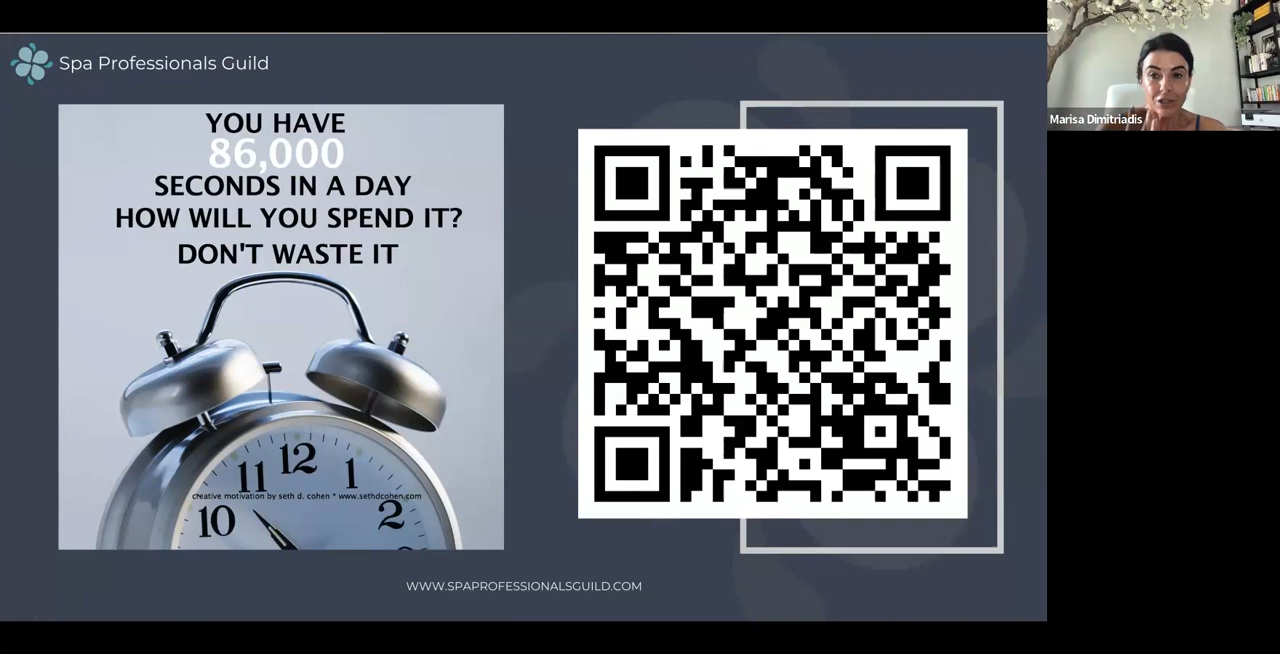 Spa Professionals Guild
YOU HAVE
86,000
SECONDS IN A DAY
HOW WILL YOU SPEND IT?
DON'T WASTE IT
12
11
1
10
2
creative motivation by seth d. cohen * www.sethdcohen.com
WWW.SPAPROFESSIONALSGUILD.COM
Marisa Dimitriadis